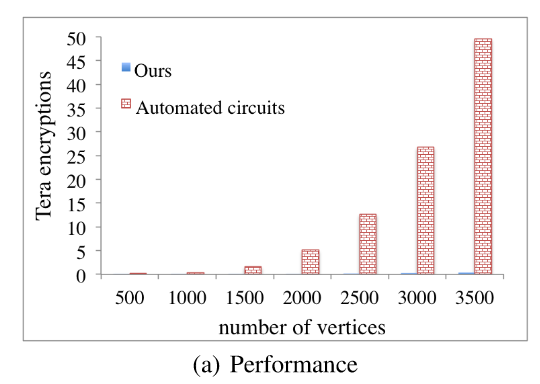 50
45
40
35
30
25
20
15
10
5
0
Tera encryptions
Ours
Automated circuits
500 1000 1500 2000 2500 3000 3500
number of vertices
(a) Performance